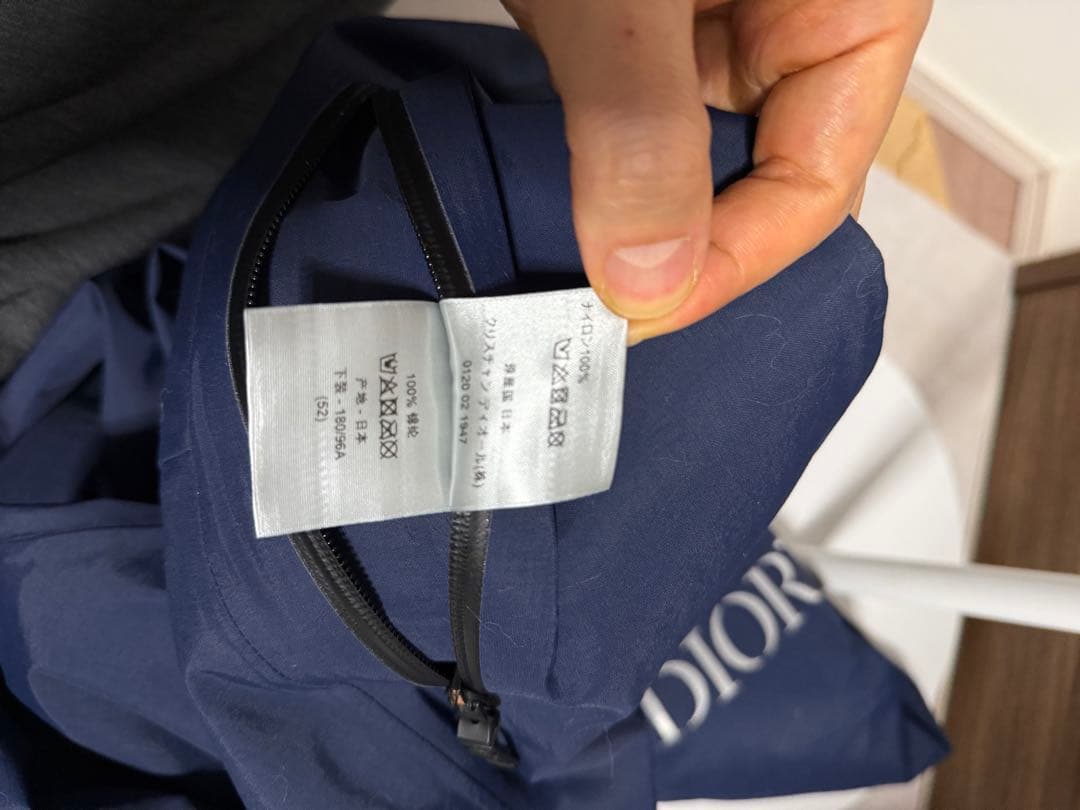 ナイロン100%
原産国 日本
クリスチャン ディオール(株)
0120 02 1947
100% 锦纶
产地 - 日本
下装 - 180/96A
(52)
DIOR